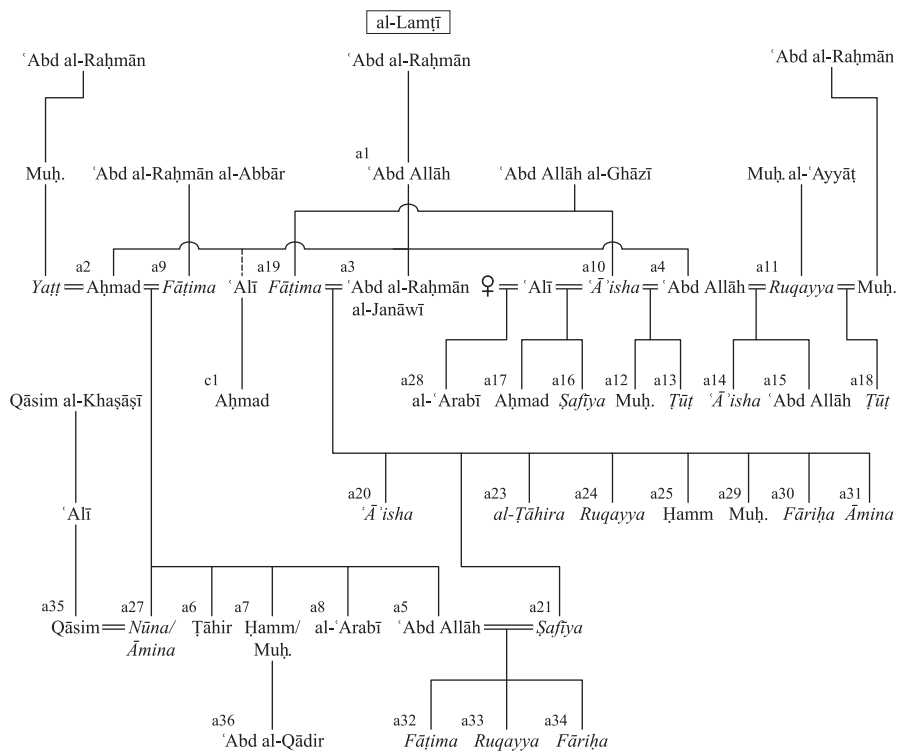 al-Lamṭī
ʿAbd al-Raḥmān ʿAbd al-Raḥmān ʿAbd al-Raḥmān
a1
Muḥ. ʿAbd al-Raḥmān al-Abbār ʿAbd Allāh ʿAbd Allāh al-Ghāzī Muḥ. al-ʿAyyāṭ
a2 a9 a19 a3 a10 a4 a11
Yaṭṭ Aḥmad Fāṭima ʿAlī Fāṭima ʿAbd al-Raḥmān ♀ ʿAlī ʿĀʾisha ʿAbd Allāh Ruqayya Muḥ.
al-Janāwī
c1 a28 a17 a16 a12 a13 a14 a15 a18
Qāsim al-Khaṣāṣī Aḥmad al-ʿArabī Aḥmad Ṣafīya Muḥ. Ṭūṭ ʿĀʾisha ʿAbd Allāh Ṭūṭ
a20 a23 a24 a25 a29 a30 a31
ʿAlī ʿĀʾisha al-Ṭāhira Ruqayya Ḥamm Muḥ. Fāriḥa Āmina
a35 a27 a6 a7 a8 a5 a21
Qāsim Nūna/ Ṭāhir Ḥamm/ al-ʿArabī ʿAbd Allāh Ṣafīya
Āmina Muḥ.
a36 a32 a33 a34
ʿAbd al-Qādir Fāṭima Ruqayya Fāriḥa